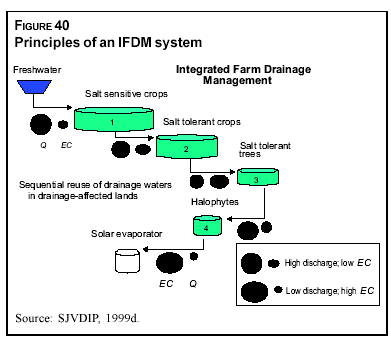 FIGURE 40
Principles of an IFDM system
Freshwater
Integrated Farm Drainage
Management
Salt sensitive crops
1
Q EC
Salt tolerant crops
2
Salt tolerant
trees
3
Sequential reuse of drainage waters
in drainage-affected lands
Halophytes
4
Solar evaporator
EC Q
High discharge; low EC
Low discharge; high EC
Source: SJVDIP, 1999d.